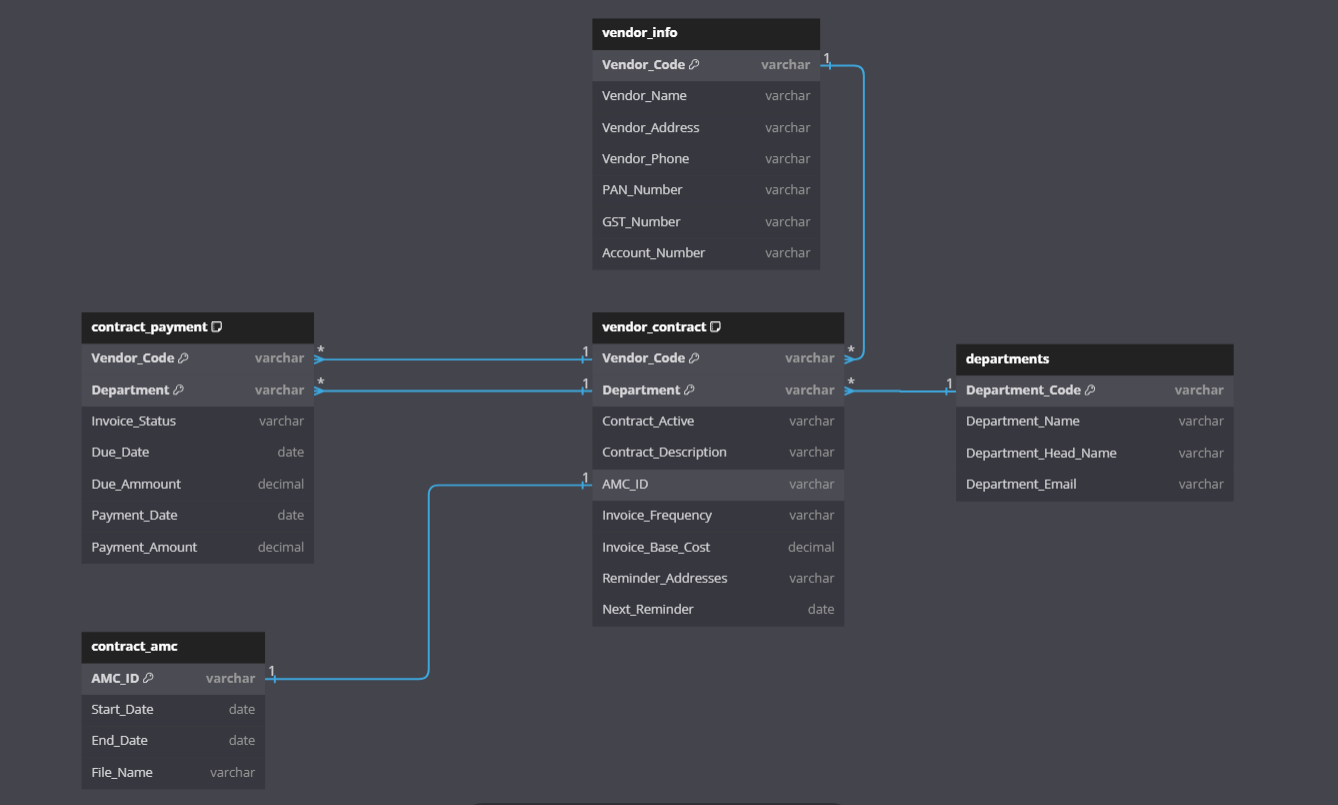 vendor_info
Vendor_Code varchar 1
Vendor_Name varchar
Vendor_Address varchar
Vendor_Phone varchar
PAN_Number varchar
GST_Number varchar
Account_Number varchar
contract_payment
Vendor_Code varchar *
Department varchar *
Invoice_Status varchar
Due_Date date
Due_Ammount decimal
Payment_Date date
Payment_Amount decimal
vendor_contract
1 Vendor_Code varchar *
1 Department varchar *
Contract_Active varchar
Contract_Description varchar
1 AMC_ID varchar
Invoice_Frequency varchar
Invoice_Base_Cost decimal
Reminder_Addresses varchar
Next_Reminder date
departments
1 Department_Code varchar
Department_Name varchar
Department_Head_Name varchar
Department_Email varchar
contract_amc
AMC_ID varchar 1
Start_Date date
End_Date date
File_Name varchar